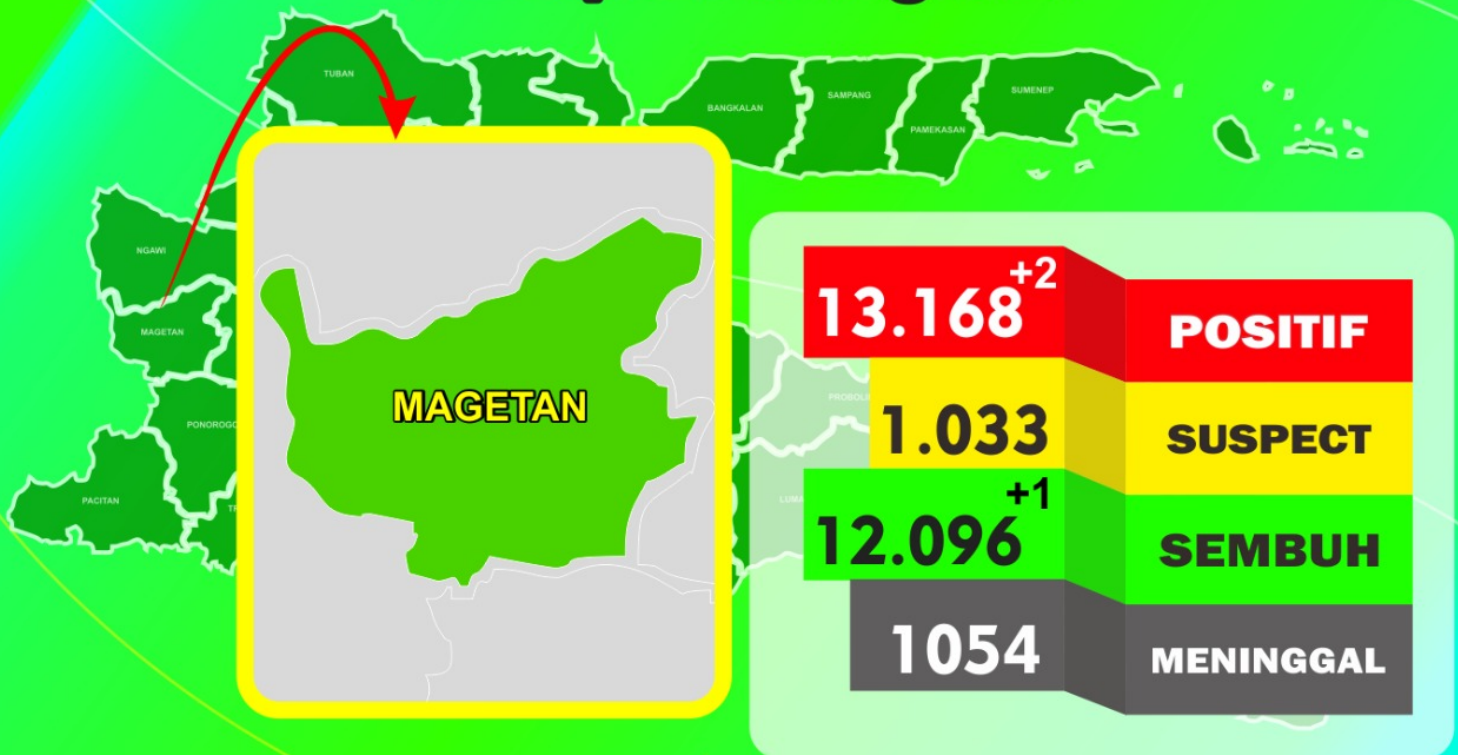 TUBAN
BANGKALAN
SAMPANG
PAMEKASAN
SUMENEP
NGAWI
MAGETAN
PACITAN
MAGETAN
13.168 +2
POSITIF
1.033
SUSPECT
12.096 +1
SEMBUH
1054
MENINGGAL